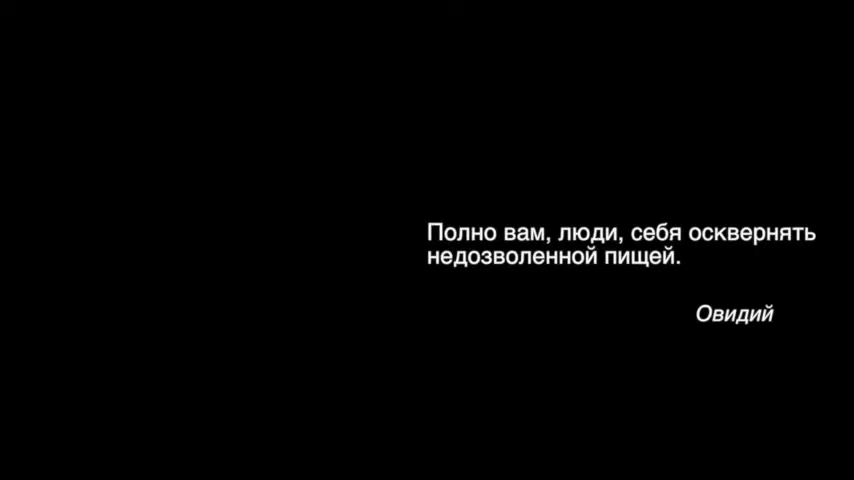 Полно вам, люди, себя осквернять
недозволенной пищей.
Овидий